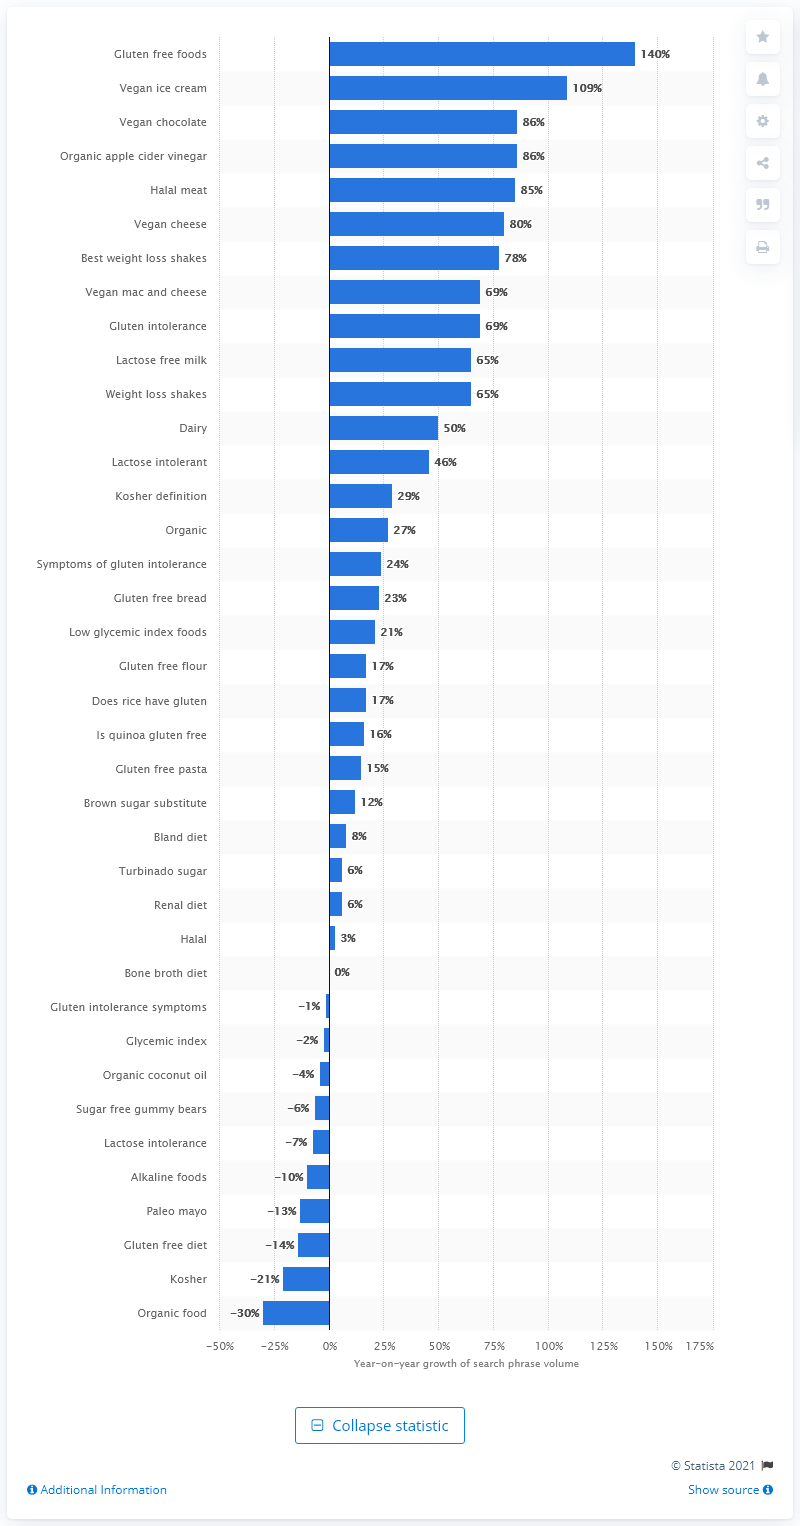 Gluten free foods 140%
Vegan ice cream 109%
Vegan chocolate 86%
Organic apple cider vinegar 86%
Halal meat 85%
Vegan cheese 80%
Best weight loss shakes 78%
Vegan mac and cheese 69%
Gluten intolerance 69%
Lactose free milk 65%
Weight loss shakes 65%
Dairy 50%
Lactose intolerant 46%
Kosher definition 29%
Organic 27%
Symptoms of gluten intolerance 24%
Gluten free bread 23%
Low glycemic index foods 21%
Gluten free flour 17%
Does rice have gluten 17%
Is quinoa gluten free 16%
Gluten free pasta 15%
Brown sugar substitute 12%
Bland diet 8%
Turbinado sugar 6%
Renal diet 6%
Halal 3%
Bone broth diet 0%
Gluten intolerance symptoms −1%
Glycemic index −2%
Organic coconut oil −4%
Sugar free gummy bears −6%
Lactose intolerance −7%
Alkaline foods −10%
Paleo mayo −13%
Gluten free diet −14%
Kosher −21%
Organic food −30%
−50% −25% 0% 25% 50% 75% 100% 125% 150% 175%
Year-on-year growth of search phrase volume
Collapse statistic
© Statista 2021
Additional Information Show source